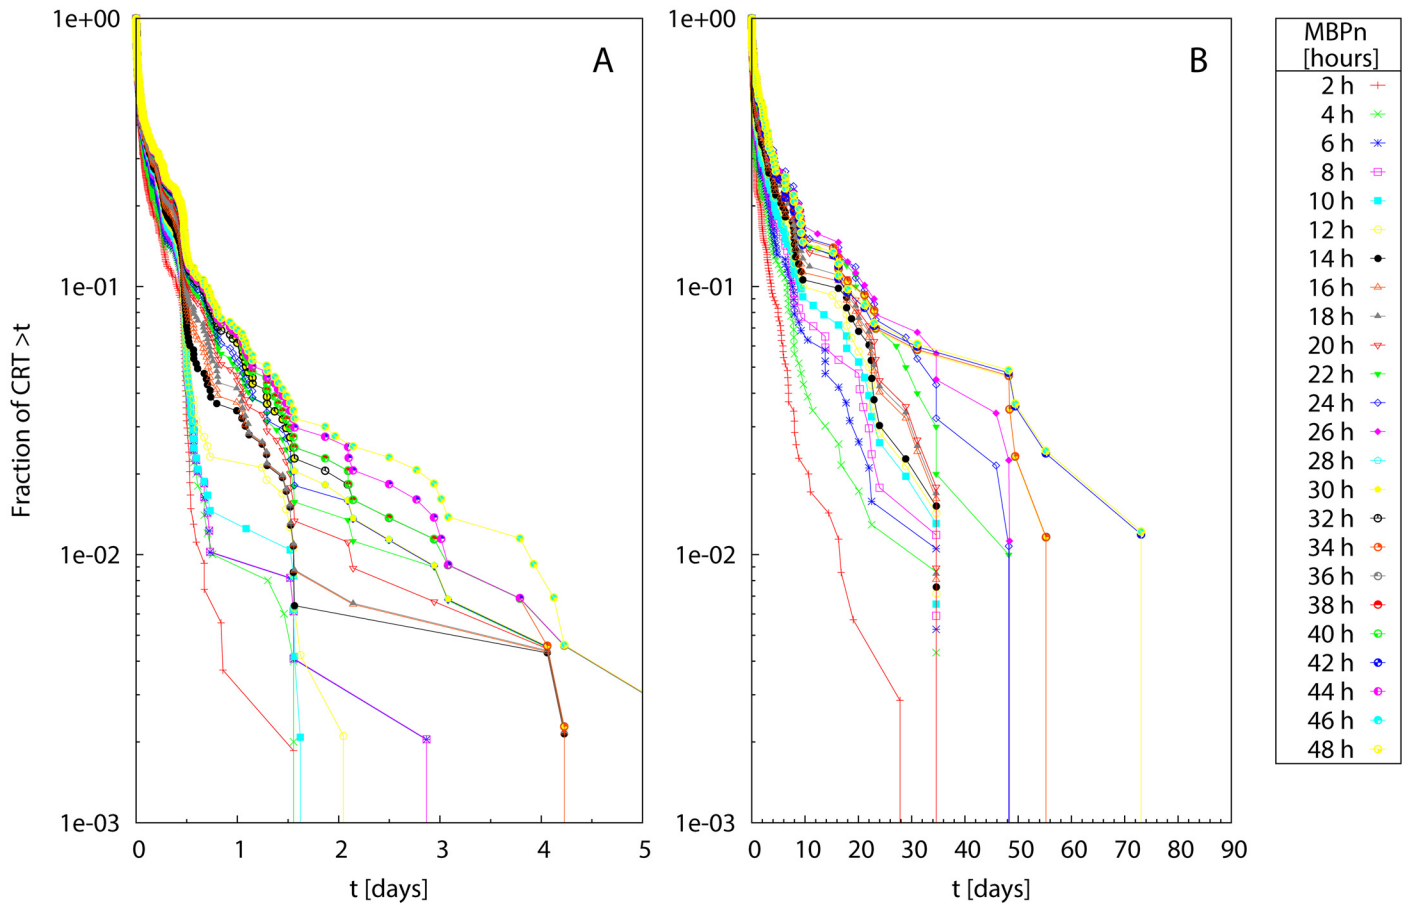 A
B
Fraction of CRT >t
1e+00
1e-01
1e-02
1e-03
0 1 2 3 4 5
t [days]
1e+00
1e-01
1e-02
1e-03
0 10 20 30 40 50 60 70 80 90
t [days]
MBPn
[hours]
2 h
4 h
6 h
8 h
10 h
12 h
14 h
16 h
18 h
20 h
22 h
24 h
26 h
28 h
30 h
32 h
34 h
36 h
38 h
40 h
42 h
44 h
46 h
48 h